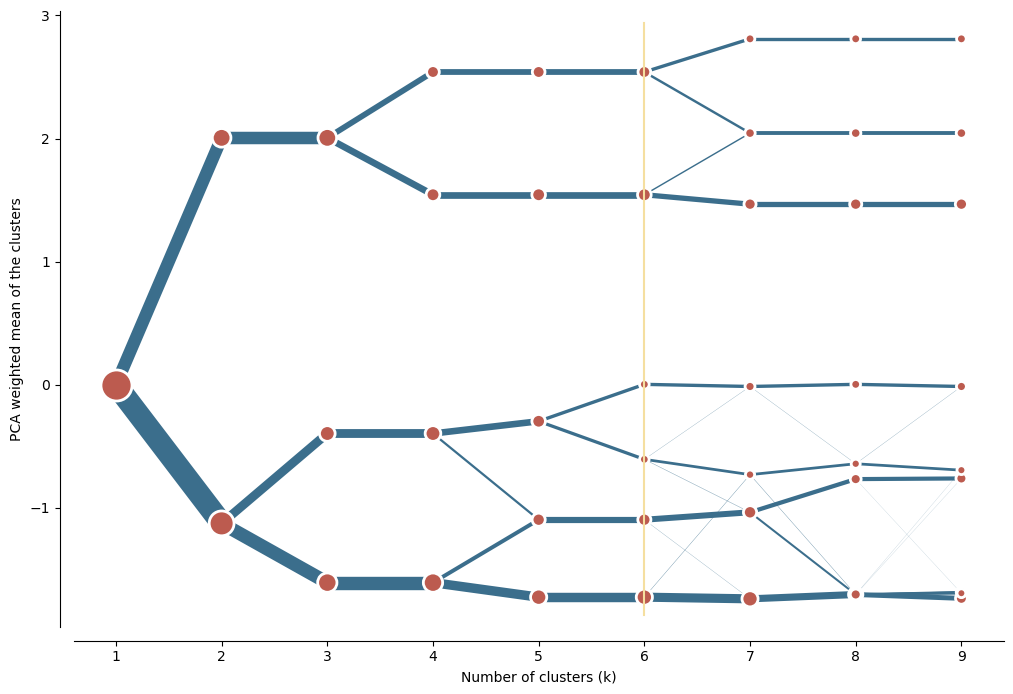 3
2
1
0
−1
PCA weighted mean of the clusters
1 2 3 4 5 6 7 8 9
Number of clusters (k)